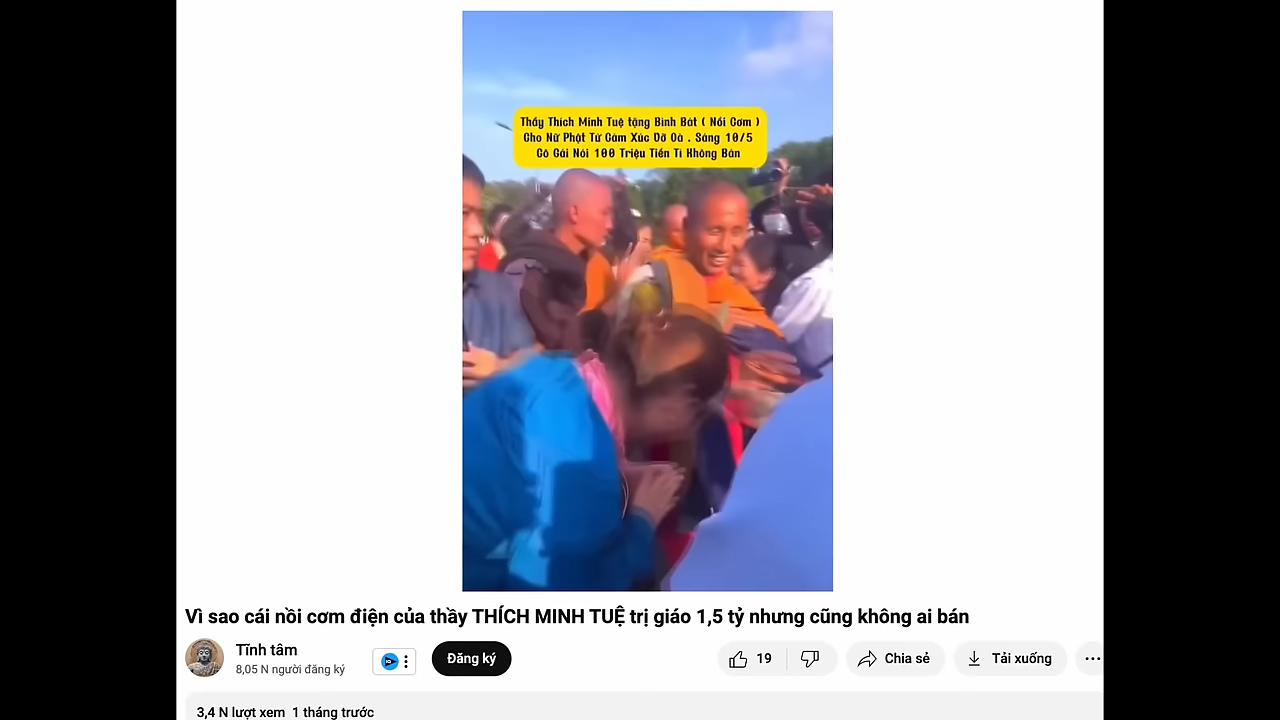 Thầy Thích Minh Tuệ tặng Bình Bát ( Nồi Cơm )
Cho Nữ Phật Tử Cảm Xúc Vỡ Oà . Sáng 10/5
Cô Gái Nói 100 Triệu Tiền Tỉ Không Bán
Vì sao cái nồi cơm điện của thầy THÍCH MINH TUỆ trị giáo 1,5 tỷ nhưng cũng không ai bán
Tĩnh tâm
8,05 N người đăng ký
Đăng ký
19
Chia sẻ
Tải xuống
3,4 N lượt xem 1 tháng trước